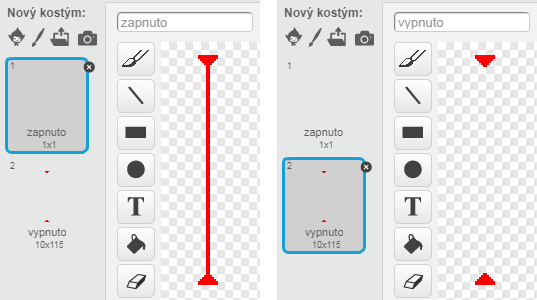 Nový kostým:
zapnuto
1
zapnuto
1x1
2
vypnuto
10x115
T
Nový kostým:
vypnuto
1
zapnuto
1x1
2
vypnuto
10x115
T